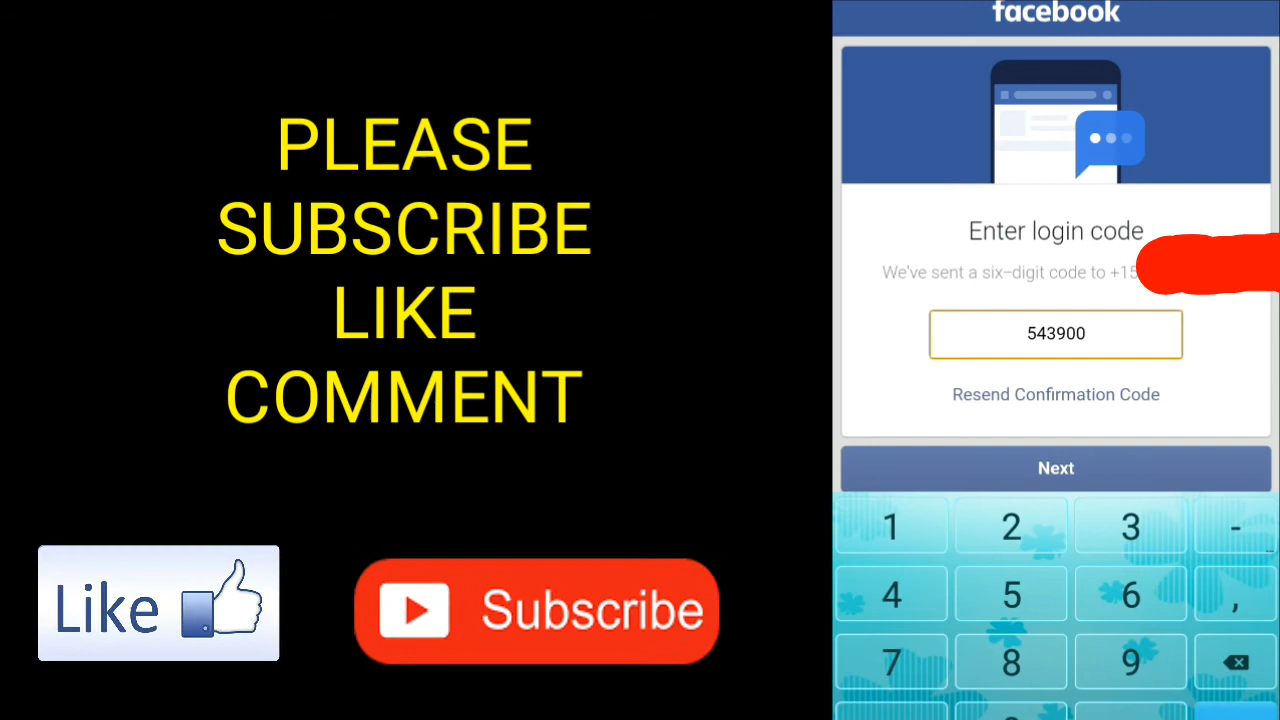 PLEASE
SUBSCRIBE
LIKE
COMMENT
Like
Subscribe
facebook
Enter login code
We've sent a six-digit code to +15
543900
Resend Confirmation Code
Next
1 2 3 -
4 5 6 ,
7 8 9